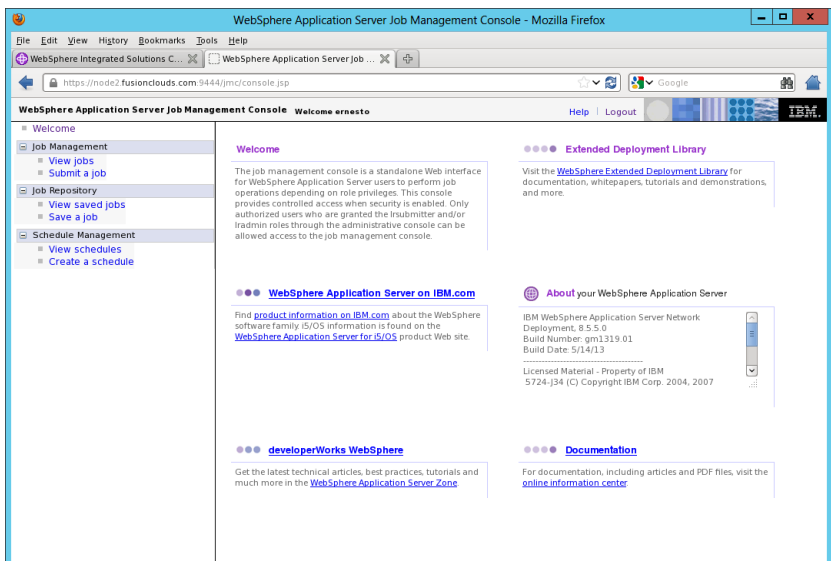 WebSphere Application Server Job Management Console - Mozilla Firefox
File Edit View History Bookmarks Tools Help
WebSphere Integrated Solutions C...
WebSphere Application Server Job ...
https://node2.fusionclouds.com:9444/jmc/console.jsp
Google
WebSphere Application Server Job Management Console Welcome ernesto
Help Logout
IBM.
Welcome
Job Management
View jobs
Submit a job
Job Repository
View saved jobs
Save a job
Schedule Management
View schedules
Create a schedule
Welcome
The job management console is a standalone Web interface
for WebSphere Application Server users to perform job
operations depending on role privileges. This console
provides controlled access when security is enabled. Only
authorized users who are granted the lrsubmitter and/or
lradmin roles through the administrative console can be
allowed access to the job management console.
Extended Deployment Library
Visit the WebSphere Extended Deployment Library for
documentation, whitepapers, tutorials and demonstrations,
and more.
WebSphere Application Server on IBM.com
Find product information on IBM.com about the WebSphere
software family. i5/OS information is found on the
WebSphere Application Server for i5/OS product Web site.
About your WebSphere Application Server
IBM WebSphere Application Server Network
Deployment, 8.5.5.0
Build Number: gm1319.01
Build Date: 5/14/13
----------------------------------------
Licensed Material - Property of IBM
5724-J34 (C) Copyright IBM Corp. 2004, 2007
developerWorks WebSphere
Get the latest technical articles, best practices, tutorials and
much more in the WebSphere Application Server Zone.
Documentation
For documentation, including articles and PDF files, visit the
online information center.